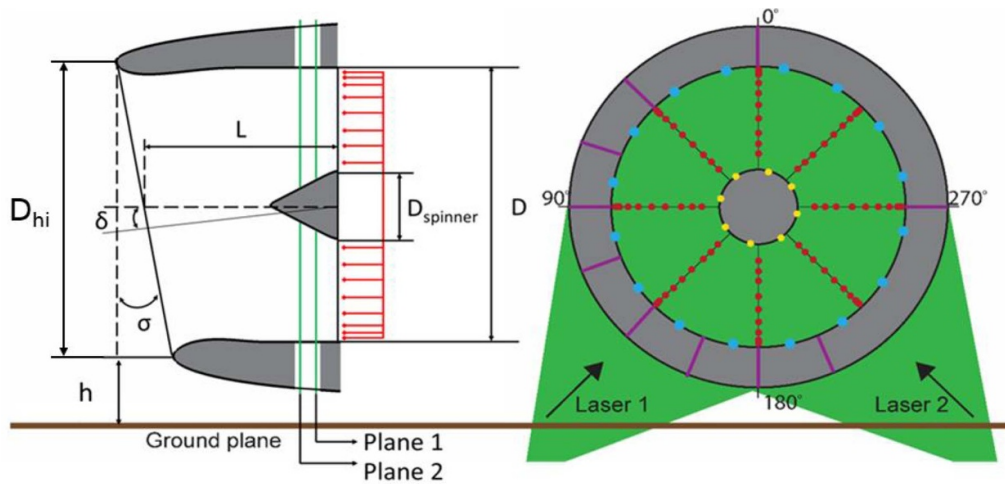 L
D_hi
δ
D_spinner
D
σ
h
Ground plane
Plane 1
Plane 2
0°
90°
270°
180°
Laser 1
Laser 2